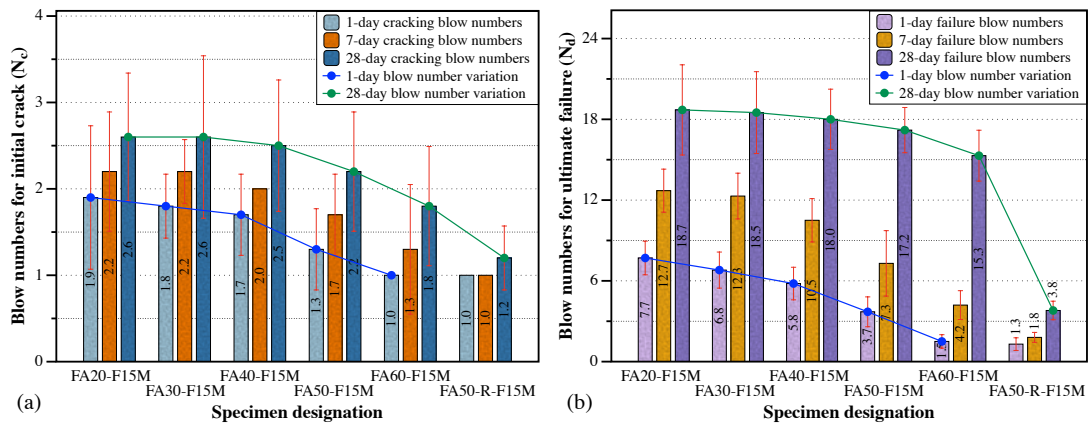 4
3
2
1
0
Blow numbers for initial crack (N_c)
1-day cracking blow numbers
7-day cracking blow numbers
28-day cracking blow numbers
1-day blow number variation
28-day blow number variation
1.9
2.2
2.6
1.8
2.2
2.6
1.7
2.0
2.5
1.3
1.7
2.2
1.0
1.3
1.8
1.0
1.0
1.2
FA20-F15M
FA30-F15M
FA40-F15M
FA50-F15M
FA60-F15M
FA50-R-F15M
Specimen designation
(a)
24
18
12
6
0
Blow numbers for ultimate failure (N_d)
1-day failure blow numbers
7-day failure blow numbers
28-day failure blow numbers
1-day blow number variation
28-day blow number variation
7.7
12.7
18.7
6.8
12.3
18.5
5.8
10.5
18.0
3.7
7.3
17.2
4.2
15.3
1.3
1.8
3.8
FA20-F15M
FA30-F15M
FA40-F15M
FA50-F15M
FA60-F15M
FA50-R-F15M
Specimen designation
(b)